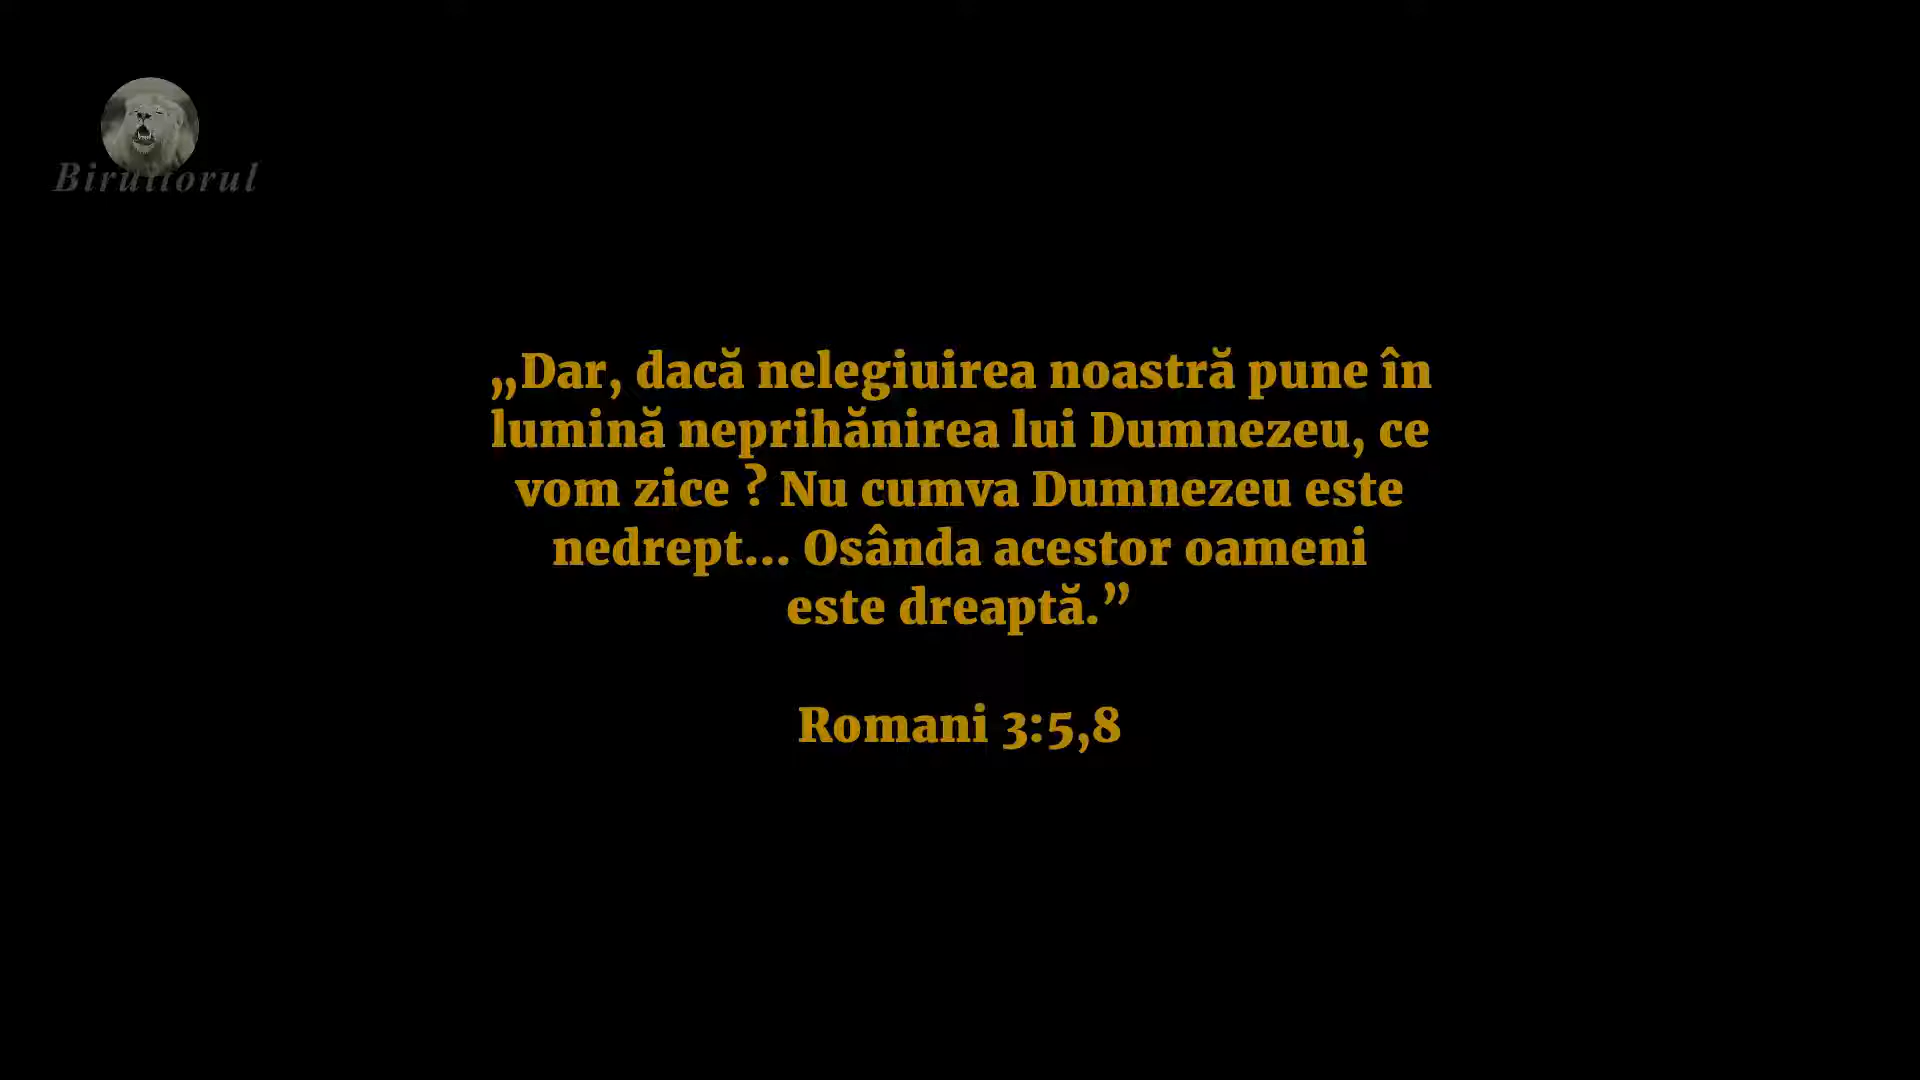 Biruitorul
„Dar, dacă nelegiuirea noastră pune în
lumină neprihănirea lui Dumnezeu, ce
vom zice ? Nu cumva Dumnezeu este
nedrept... Osânda acestor oameni
este dreaptă.”
Romani 3:5,8